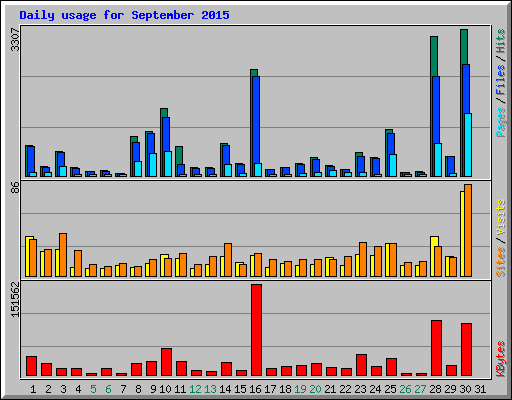 Daily usage for September 2015
3307
Pages / Files / Hits
86
Sites / Visits
151562
KBytes
1 2 3 4 5 6 7 8 9 10 11 12 13 14 15 16 17 18 19 20 21 22 23 24 25 26 27 28 29 30 31